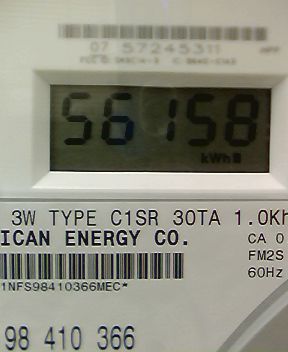 07 57245311
56158
kWh
3W TYPE C1SR 30TA 1.0Kh
ICAN ENERGY CO.
CA 0
FM2S
60Hz
1NFS98410366MEC*
98 410 366